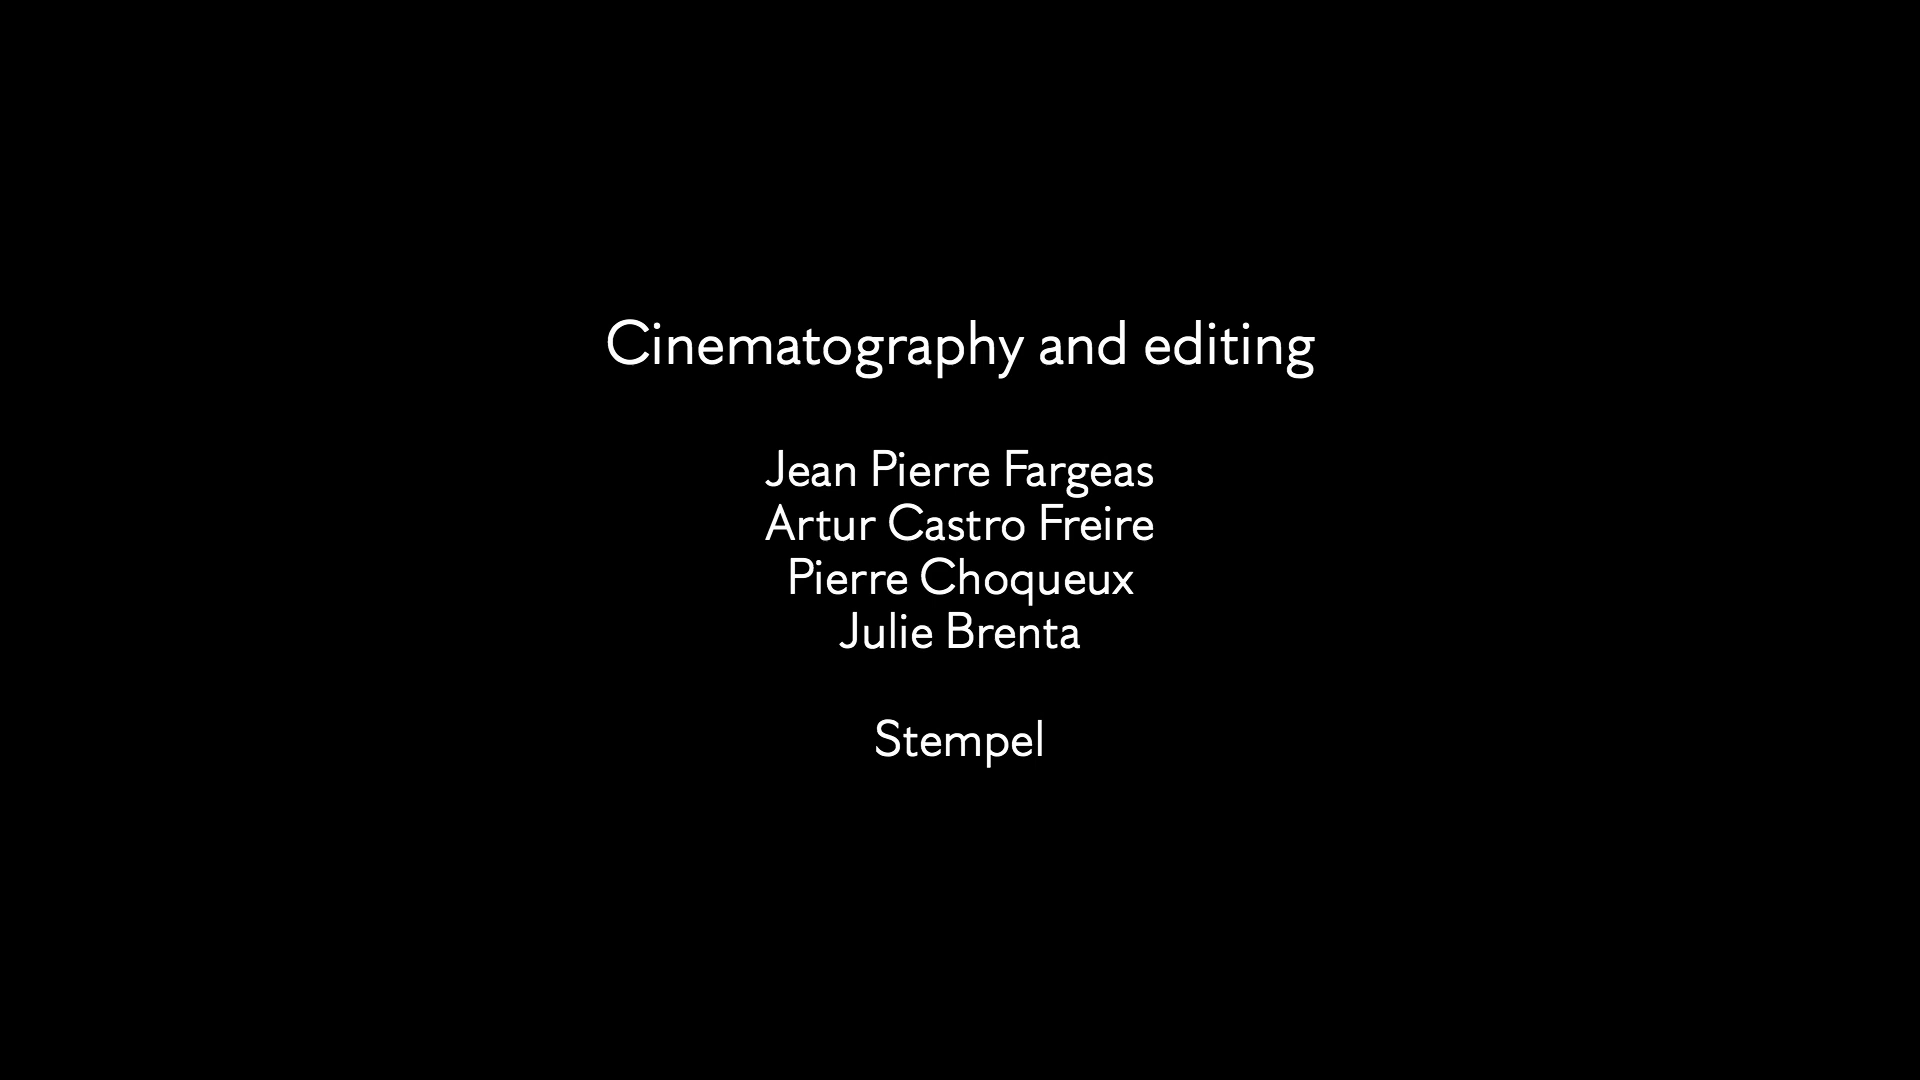 Cinematography and editing
Jean Pierre Fargeas
Artur Castro Freire
Pierre Choqueux
Julie Brenta
Stempel